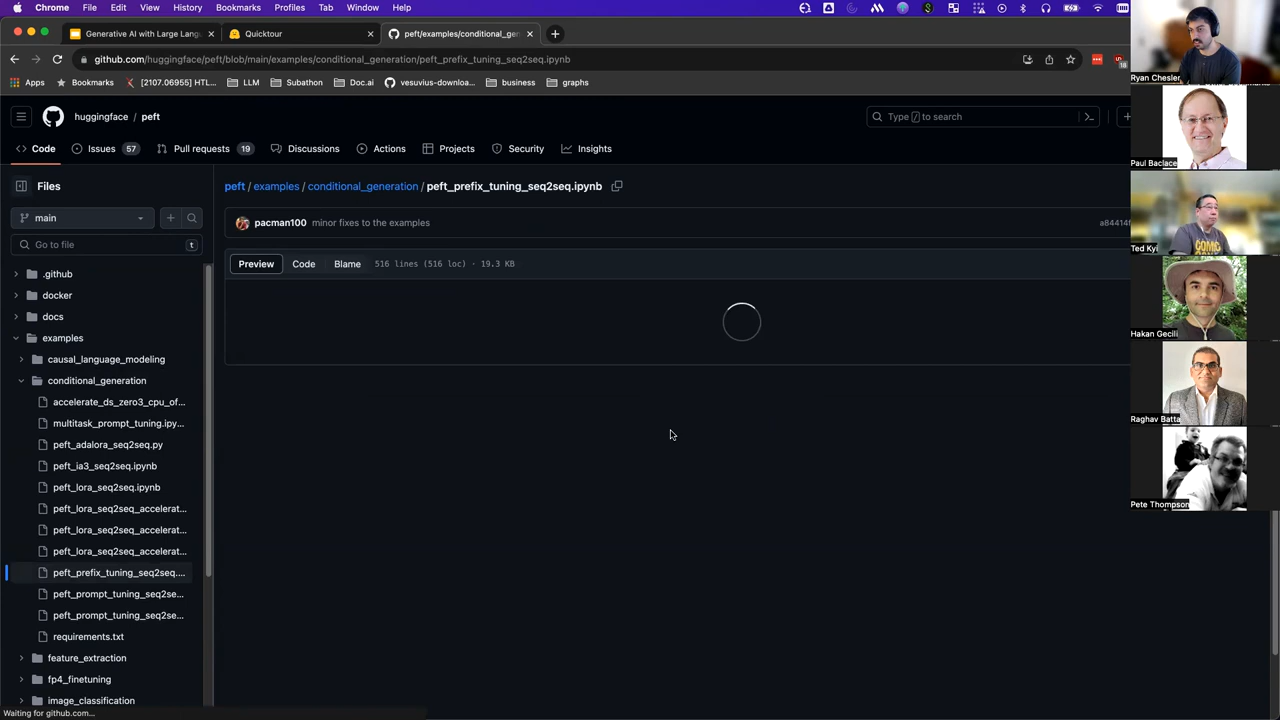 Chrome File Edit View History Bookmarks Profiles Tab Window Help
Generative AI with Large Lang
Quicktour
peft/examples/conditional_gen
github.com/huggingface/peft/blob/main/examples/conditional_generation/peft_prefix_tuning_seq2seq.ipynb
Apps Bookmarks [2107.06955] HTL... LLM Subathon Doc.ai vesuvius-downloa... business graphs
huggingface / peft
Type / to search
Code Issues 57 Pull requests 19 Discussions Actions Projects Security Insights
Files
peft / examples / conditional_generation / peft_prefix_tuning_seq2seq.ipynb
main
pacman100 minor fixes to the examples
a84414f
Go to file t
Preview Code Blame 516 lines (516 loc) · 19.3 KB
.github
docker
docs
examples
causal_language_modeling
conditional_generation
accelerate_ds_zero3_cpu_of...
multitask_prompt_tuning.ipy...
peft_adalora_seq2seq.py
peft_ia3_seq2seq.ipynb
peft_lora_seq2seq.ipynb
peft_lora_seq2seq_accelerat...
peft_lora_seq2seq_accelerat...
peft_lora_seq2seq_accelerat...
peft_prefix_tuning_seq2seq....
peft_prompt_tuning_seq2se...
peft_prompt_tuning_seq2se...
requirements.txt
feature_extraction
fp4_finetuning
image_classification
Waiting for github.com...
Ryan Chesler
Paul Baclace
Ted Kyi
Hakan Gecili
Raghav Batta
Pete Thompson